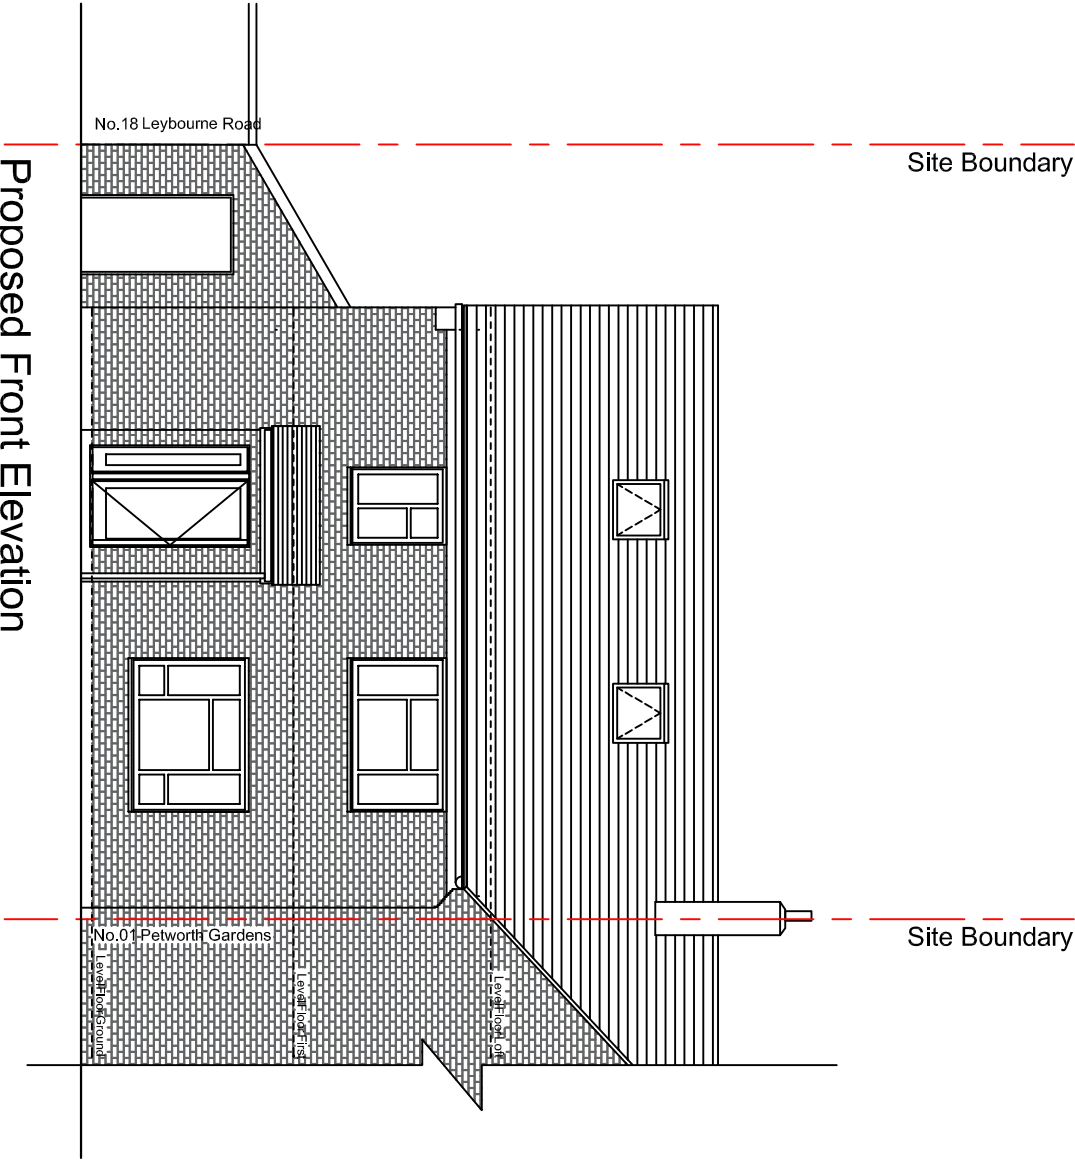 No.18 Leybourne Road
Site Boundary
Proposed Front Elevation
No.01 Petworth Gardens
Site Boundary
Level Floor Ground
Level Floor First
Level Floor Loft